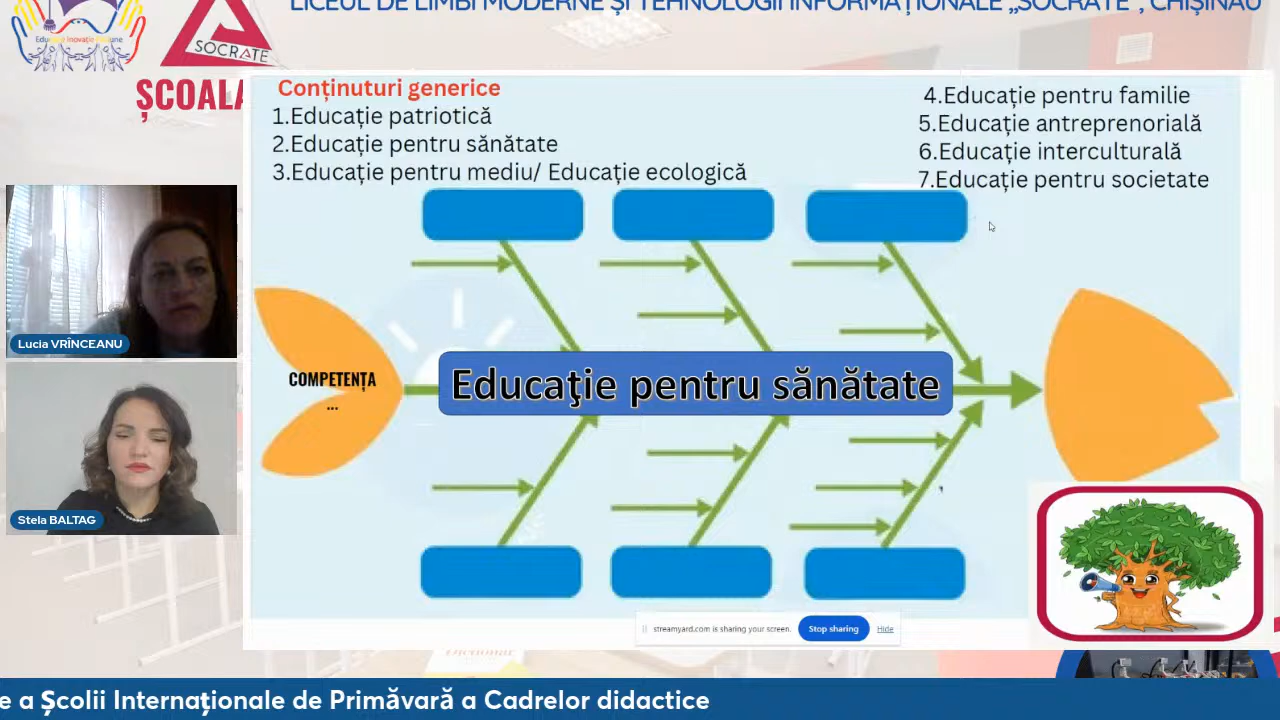 LICEUL DE LIMBI MODERNE ȘI TEHNOLOGII INFORMAȚIONALE „SOCRATE”, CHIȘINĂU
SOCRATE
ȘCOALA
Conținuturi generice
1.Educație patriotică
2.Educație pentru sănătate
3.Educație pentru mediu/ Educație ecologică
4.Educație pentru familie
5.Educație antreprenorială
6.Educație interculturală
7.Educație pentru societate
Lucia VRÎNCEANU
COMPETENȚA
...
Educaţie pentru sănătate
Stela BALTAG
streamyard.com is sharing your screen.
Stop sharing
Hide
e a Școlii Internaționale de Primăvară a Cadrelor didactice